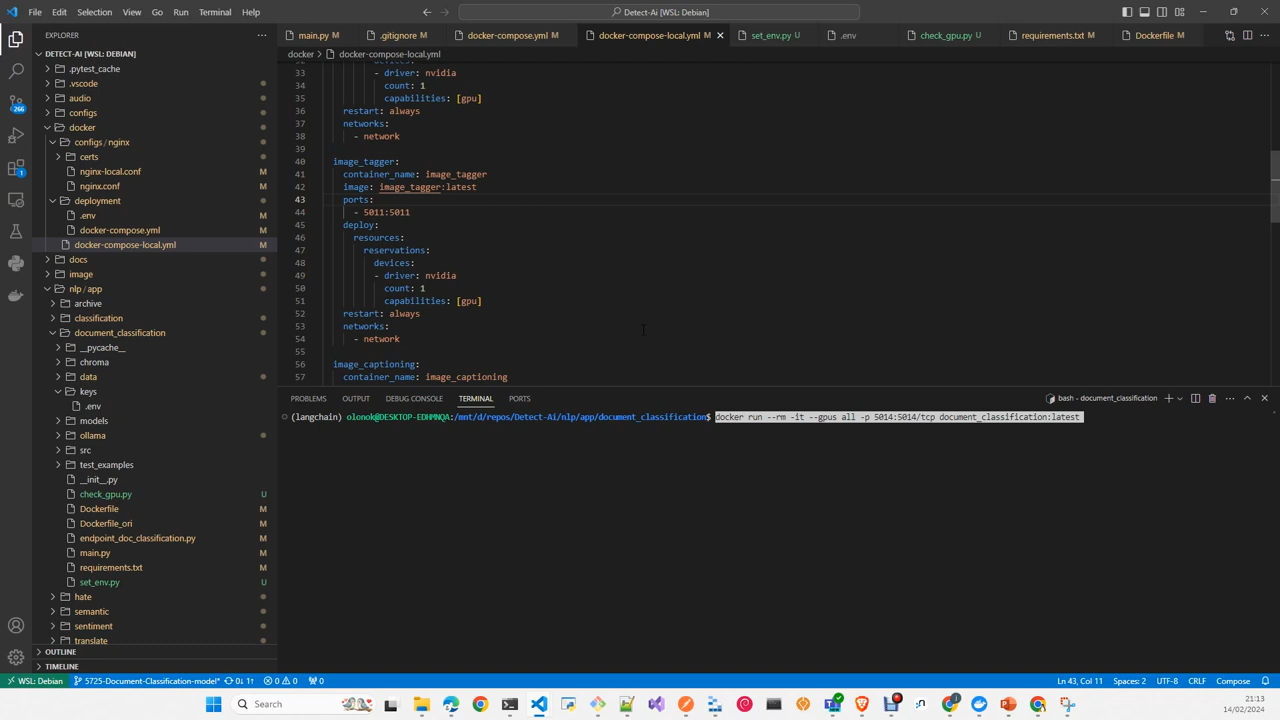 File Edit Selection View Go Run Terminal Help
Detect-Ai [WSL: Debian]
EXPLORER
main.py M
.gitignore M
docker-compose.yml M
docker-compose-local.yml M
set_env.py U
.env
check_gpu.py U
requirements.txt M
Dockerfile M
docker > docker-compose-local.yml
DETECT-AI [WSL: DEBIAN]
.pytest_cache
.vscode
audio
configs
docker
configs / nginx
certs
nginx-local.conf M
nginx.conf M
deployment
.env M
docker-compose.yml M
docker-compose-local.yml M
docs
image
nlp / app
archive
classification
document_classification
__pycache__
chroma
data
keys
.env
models
ollama
src
test_examples
__init__.py
check_gpu.py U
Dockerfile M
Dockerfile_ori M
endpoint_doc_classification.py M
main.py M
requirements.txt M
set_env.py U
hate
semantic
sentiment
translate
OUTLINE
TIMELINE
266
1
33 - driver: nvidia
34 count: 1
35 capabilities: [gpu]
36 restart: always
37 networks:
38 - network
39
40 image_tagger:
41 container_name: image_tagger
42 image: image_tagger:latest
43 ports:
44 - 5011:5011
45 deploy:
46 resources:
47 reservations:
48 devices:
49 - driver: nvidia
50 count: 1
51 capabilities: [gpu]
52 restart: always
53 networks:
54 - network
55
56 image_captioning:
57 container_name: image_captioning
PROBLEMS OUTPUT DEBUG CONSOLE TERMINAL PORTS
bash - document_classification
(langchain) olonok@DESKTOP-EDHMNQA:/mnt/d/repos/Detect-Ai/nlp/app/document_classification$ docker run --rm -it --gpus all -p 5014:5014/tcp document_classification:latest
WSL: Debian 5725-Document-Classification-model* 0↓ 1↑ 0 0 0
Ln 43, Col 11 Spaces: 2 UTF-8 CRLF Compose
Search
21:13
14/02/2024